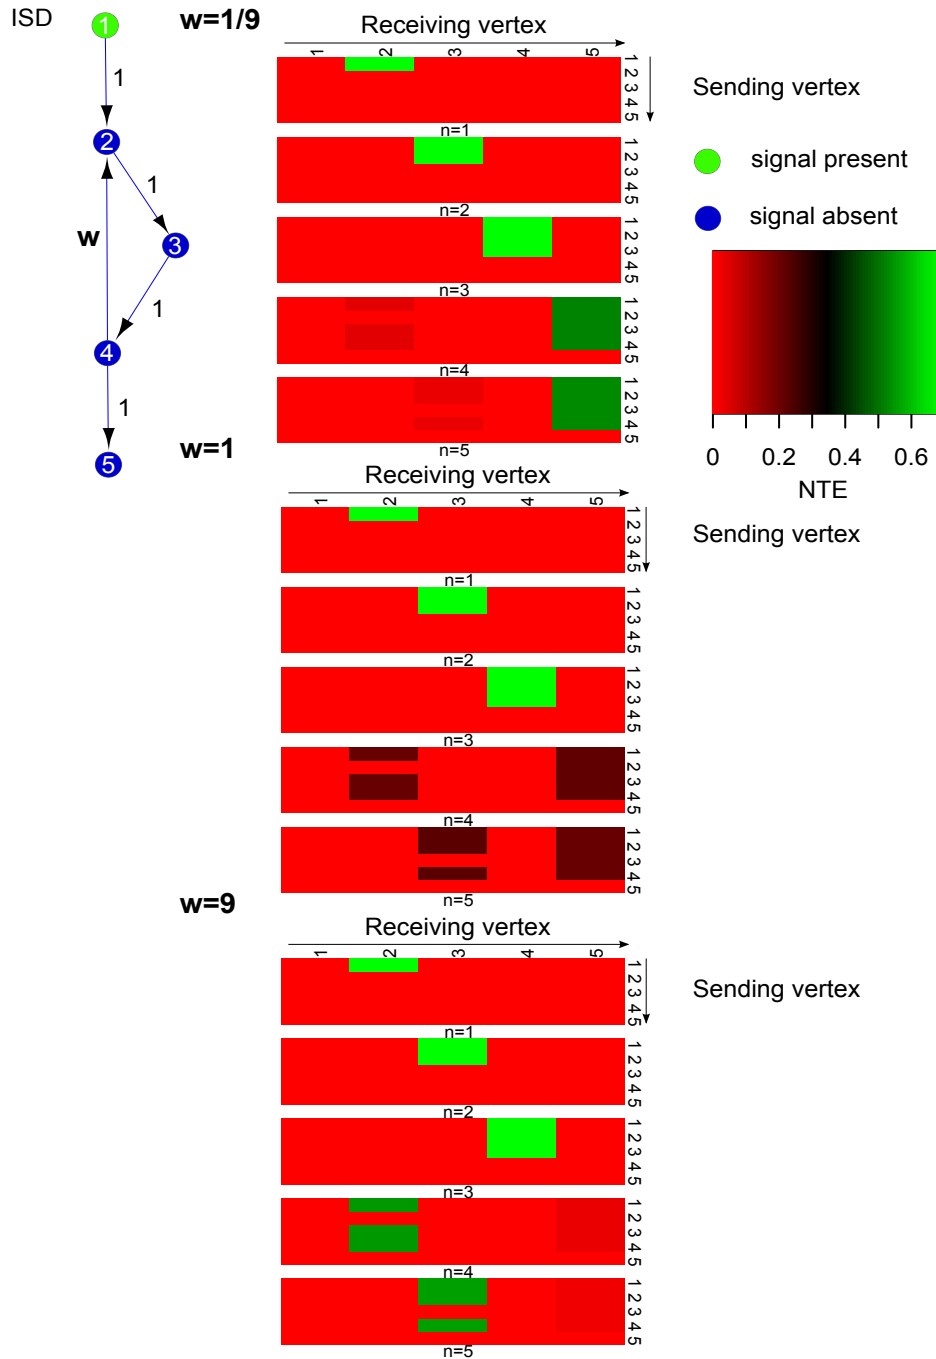 ISD
1
1
2
1
w
3
1
4
1
5
w=1/9
Receiving vertex
1 2 3 4 5
Sending vertex
1 2 3 4 5
n=1
1 2 3 4 5
n=2
1 2 3 4 5
n=3
1 2 3 4 5
n=4
1 2 3 4 5
n=5
signal present
signal absent
0 0.2 0.4 0.6
NTE
w=1
Receiving vertex
1 2 3 4 5
Sending vertex
1 2 3 4 5
n=1
1 2 3 4 5
n=2
1 2 3 4 5
n=3
1 2 3 4 5
n=4
1 2 3 4 5
n=5
w=9
Receiving vertex
1 2 3 4 5
Sending vertex
1 2 3 4 5
n=1
1 2 3 4 5
n=2
1 2 3 4 5
n=3
1 2 3 4 5
n=4
1 2 3 4 5
n=5